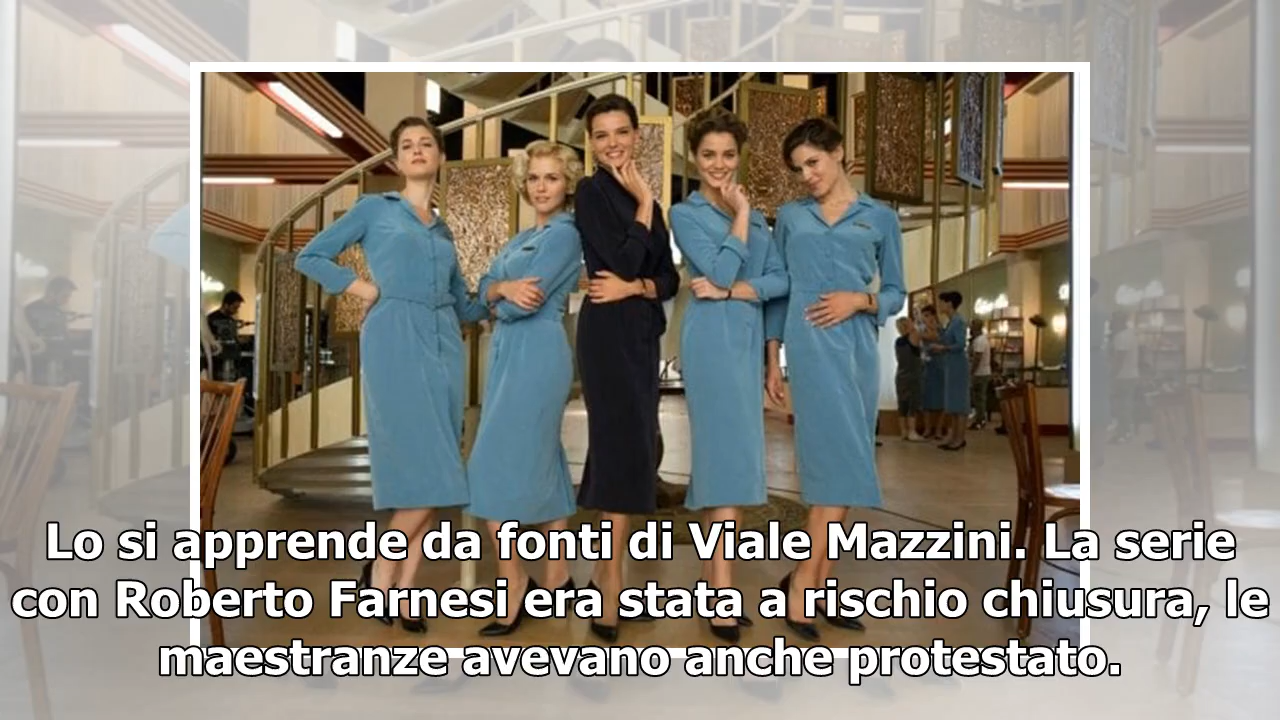 Lo si apprende da fonti di Viale Mazzini. La serie
con Roberto Farnesi era stata a rischio chiusura, le
maestranze avevano anche protestato.